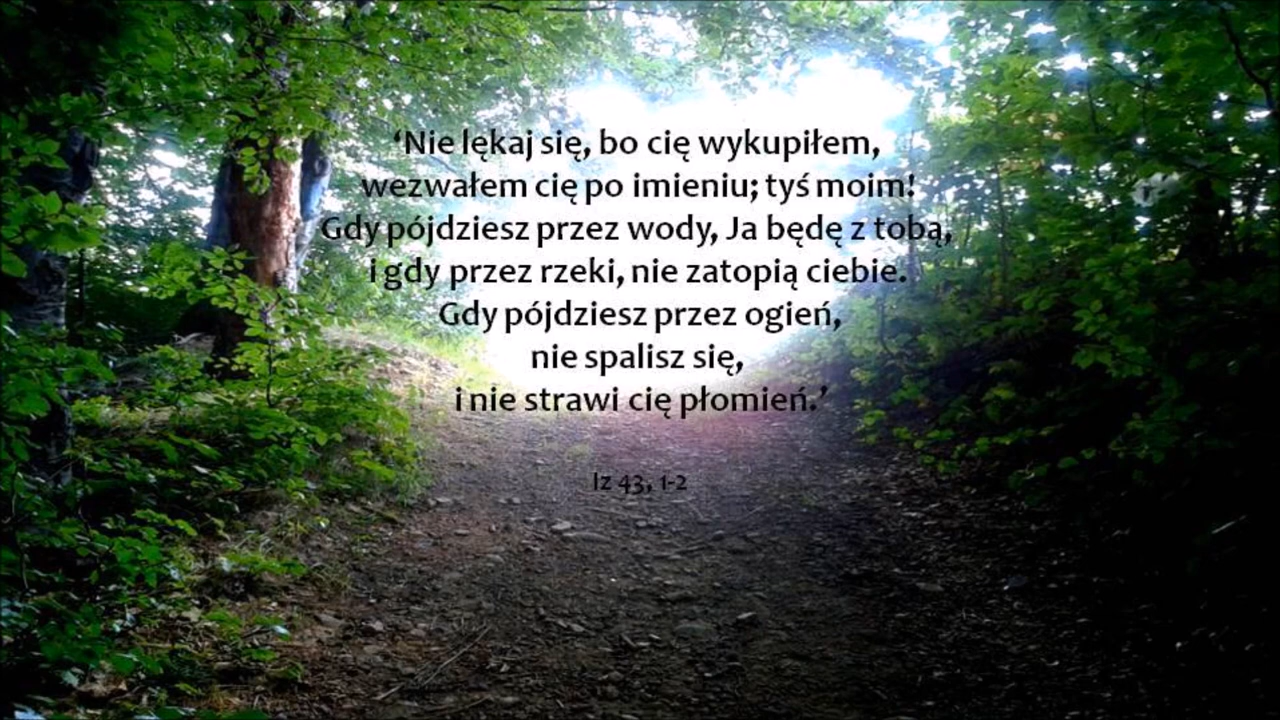 ‘Nie lękaj się, bo cię wykupiłem,
wezwałem cię po imieniu; tyś moim!
Gdy pójdziesz przez wody, Ja będę z tobą,
i gdy przez rzeki, nie zatopią ciebie.
Gdy pójdziesz przez ogień,
nie spalisz się,
i nie strawi cię płomień.’
Iz 43, 1-2